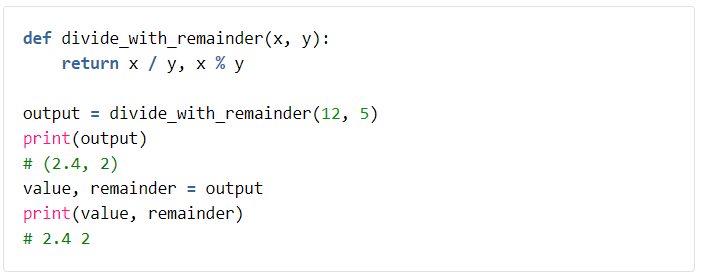 def divide_with_remainder(x, y):
    return x / y, x % y

output = divide_with_remainder(12, 5)
print(output)
# (2.4, 2)
value, remainder = output
print(value, remainder)
# 2.4 2